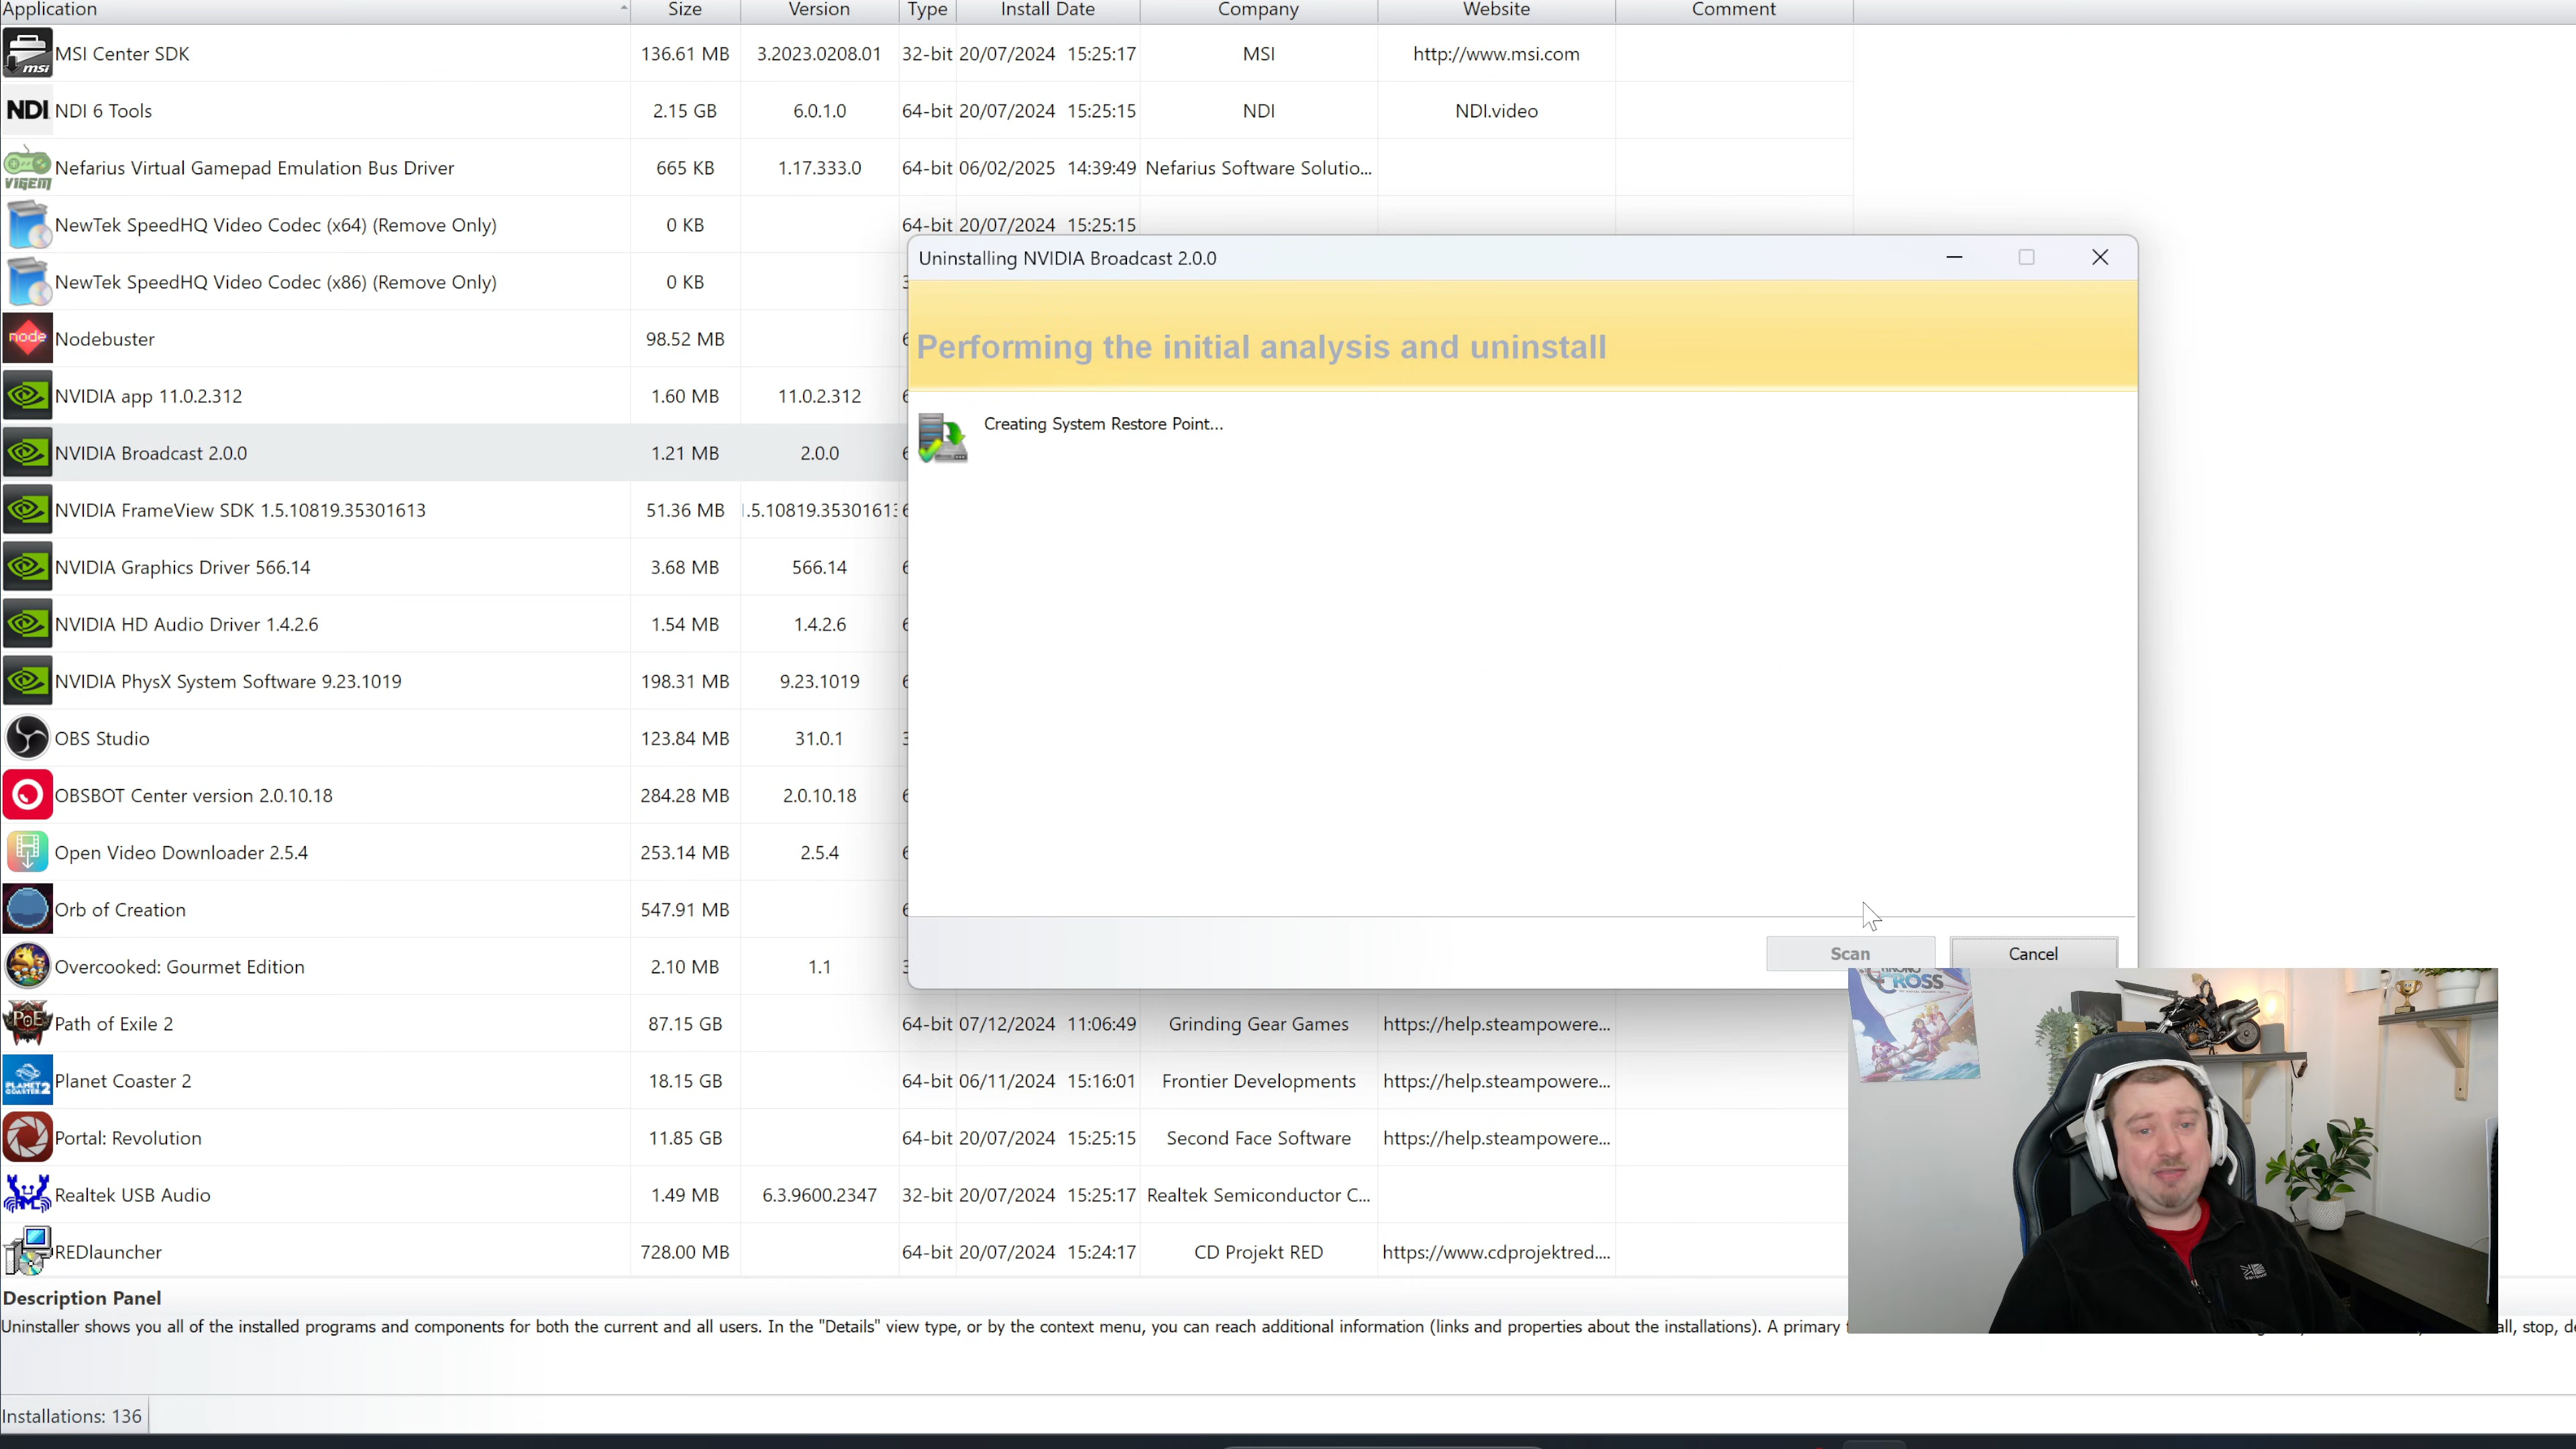 Application Size Version Type Install Date Company Website Comment
MSI Center SDK 136.61 MB 3.2023.0208.01 32-bit 20/07/2024 15:25:17 MSI http://www.msi.com
NDI NDI 6 Tools 2.15 GB 6.0.1.0 64-bit 20/07/2024 15:25:15 NDI NDI.video
Nefarius Virtual Gamepad Emulation Bus Driver 665 KB 1.17.333.0 64-bit 06/02/2025 14:39:49 Nefarius Software Solutio...
NewTek SpeedHQ Video Codec (x64) (Remove Only) 0 KB 64-bit 20/07/2024 15:25:15
NewTek SpeedHQ Video Codec (x86) (Remove Only) 0 KB
Nodebuster 98.52 MB
NVIDIA app 11.0.2.312 1.60 MB 11.0.2.312
NVIDIA Broadcast 2.0.0 1.21 MB 2.0.0
NVIDIA FrameView SDK 1.5.10819.35301613 51.36 MB .5.10819.35301613
NVIDIA Graphics Driver 566.14 3.68 MB 566.14
NVIDIA HD Audio Driver 1.4.2.6 1.54 MB 1.4.2.6
NVIDIA PhysX System Software 9.23.1019 198.31 MB 9.23.1019
OBS Studio 123.84 MB 31.0.1
OBSBOT Center version 2.0.10.18 284.28 MB 2.0.10.18
Open Video Downloader 2.5.4 253.14 MB 2.5.4
Orb of Creation 547.91 MB
Overcooked: Gourmet Edition 2.10 MB 1.1
Path of Exile 2 87.15 GB 64-bit 07/12/2024 11:06:49 Grinding Gear Games https://help.steampowere...
Planet Coaster 2 18.15 GB 64-bit 06/11/2024 15:16:01 Frontier Developments https://help.steampowere...
Portal: Revolution 11.85 GB 64-bit 20/07/2024 15:25:15 Second Face Software https://help.steampowere...
Realtek USB Audio 1.49 MB 6.3.9600.2347 32-bit 20/07/2024 15:25:17 Realtek Semiconductor C...
REDlauncher 728.00 MB 64-bit 20/07/2024 15:24:17 CD Projekt RED https://www.cdprojektred....
Uninstalling NVIDIA Broadcast 2.0.0
Performing the initial analysis and uninstall
Creating System Restore Point...
Scan Cancel
CROSS
Description Panel
Uninstaller shows you all of the installed programs and components for both the current and all users. In the "Details" view type, or by the context menu, you can reach additional information (links and properties about the installations). A primary all, stop, de
Installations: 136